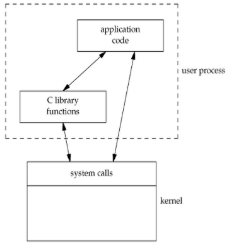 application
code
user process
C library
functions
system calls
kernel